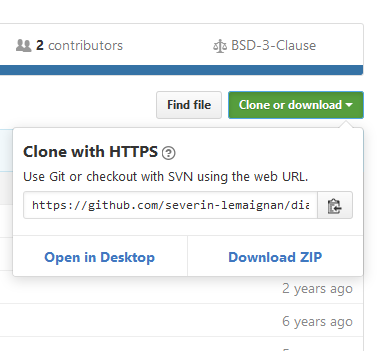 2 contributors
BSD-3-Clause
Find file
Clone or download
Clone with HTTPS ?
Use Git or checkout with SVN using the web URL.
https://github.com/severin-lemaignan/dia
Open in Desktop
Download ZIP
2 years ago
6 years ago